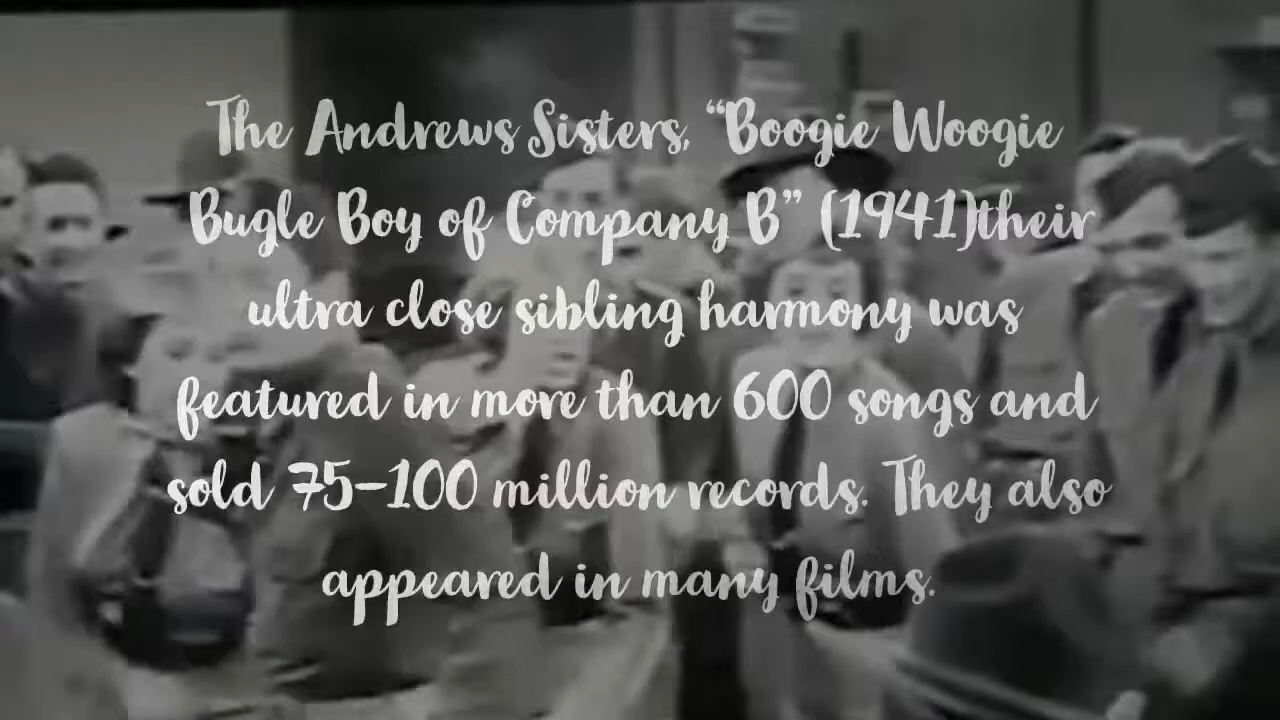 The Andrews Sisters, “Boogie Woogie
Bugle Boy of Company B” (1941)their
ultra close sibling harmony was
featured in more than 600 songs and
sold 75-100 million records. They also
appeared in many films.